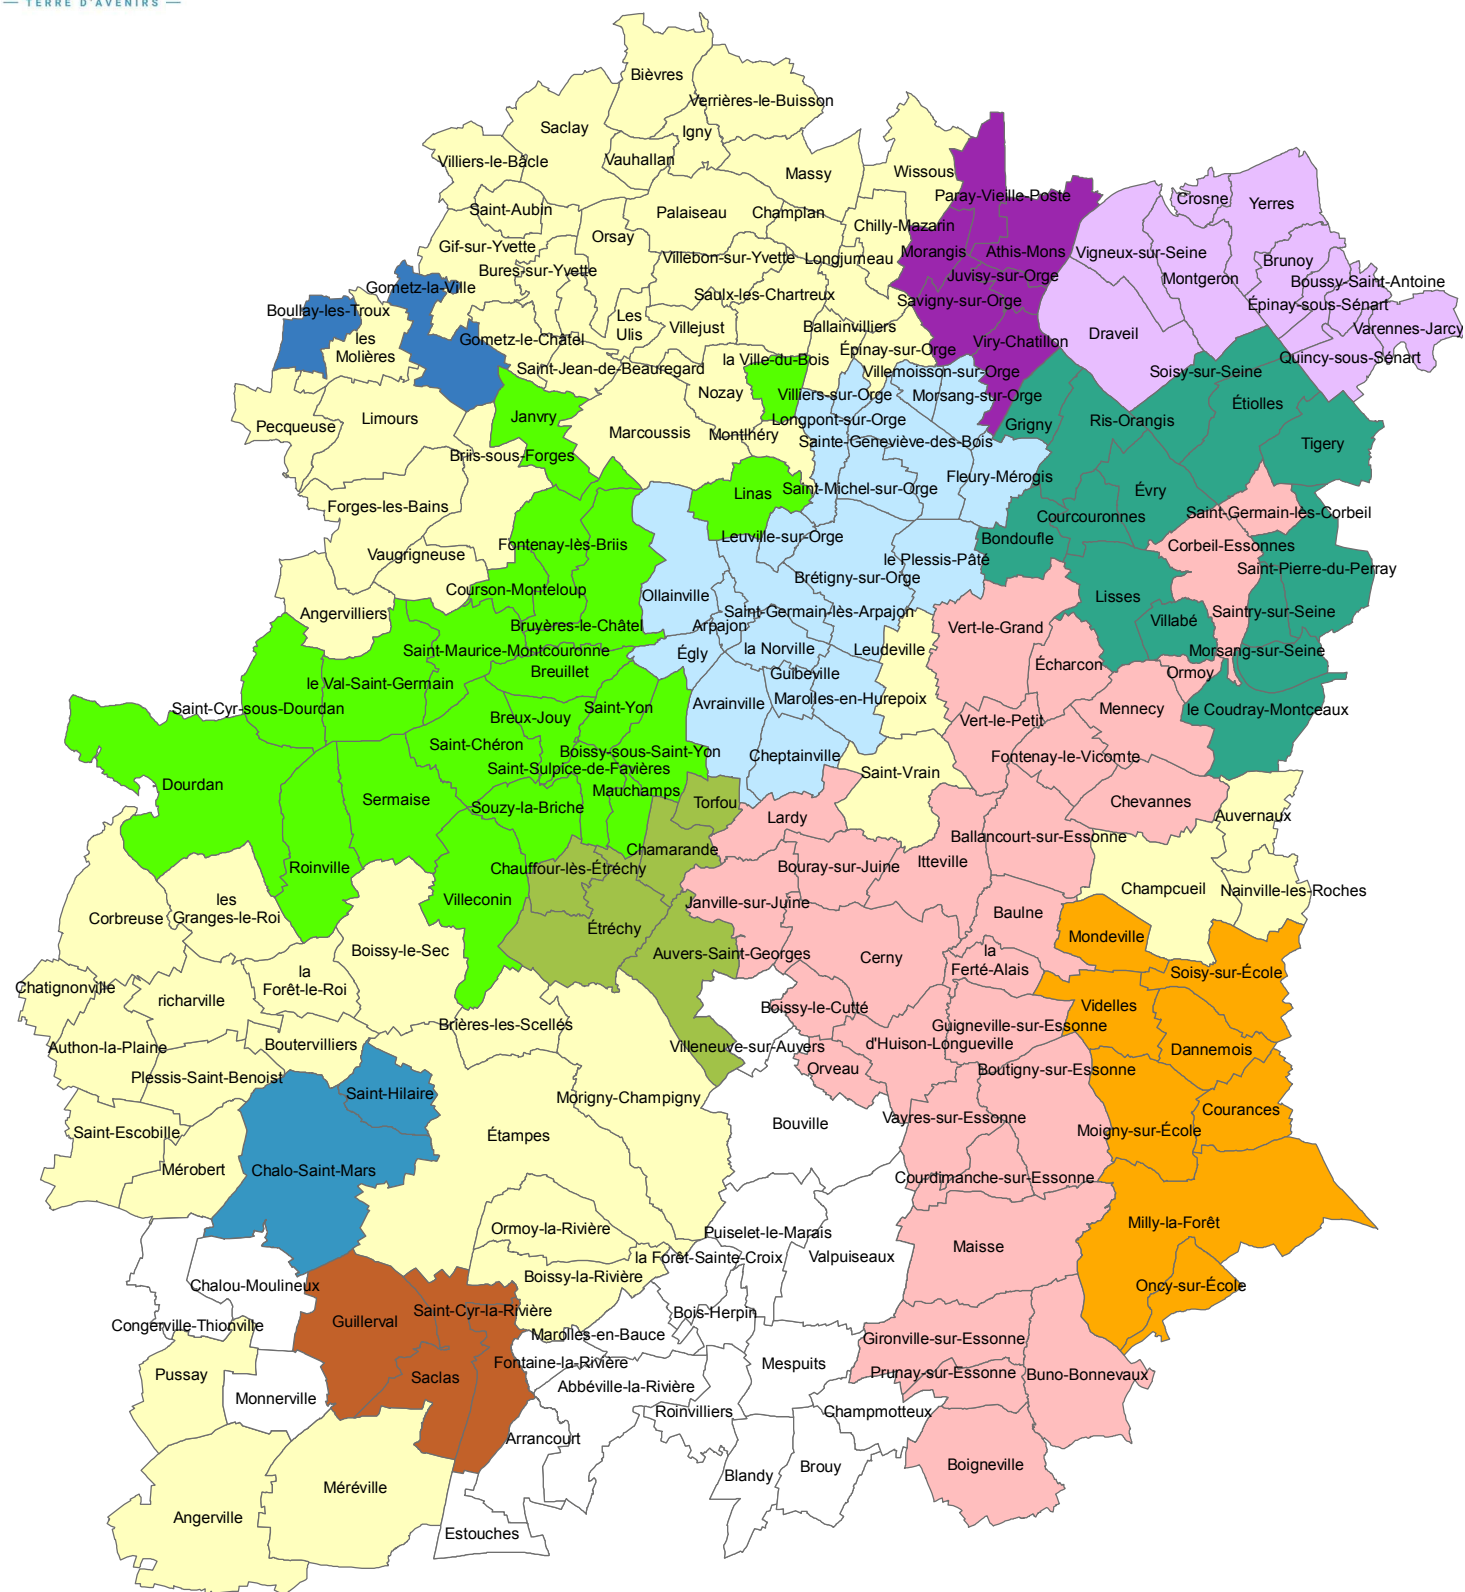 — TERRE D'AVENIRS —
Bièvres
Verrières-le-Buisson
Saclay
Igny
Vauhallan
Villiers-le-Bâcle
Massy
Wissous
Paray-Vieille-Poste
Crosne
Yerres
Saint-Aubin
Palaiseau
Champlan
Chilly-Mazarin
Orsay
Gif-sur-Yvette
Morangis
Athis-Mons
Vigneux-sur-Seine
Villebon-sur-Yvette
Longjumeau
Brunoy
Bures-sur-Yvette
Juvisy-sur-Orge
Montgeron
Boussy-Saint-Antoine
Gometz-la-Ville
Saulx-les-Chartreux
Savigny-sur-Orge
Épinay-sous-Sénart
Boullay-les-Troux
Les
Ulis
Villejust
Ballainvilliers
Draveil
Varennes-Jarcy
les
Molières
Gometz-le-Châtel
Viry-Chatillon
Épinay-sur-Orge
Quincy-sous-Sénart
la Ville-du-Bois
Saint-Jean-de-Beauregard
Villemoisson-sur-Orge
Soisy-sur-Seine
Nozay
Villiers-sur-Orge
Morsang-sur-Orge
Étiolles
Limours
Janvry
Longpont-sur-Orge
Grigny
Ris-Orangis
Pecqueuse
Marcoussis
Montlhéry
Sainte-Geneviève-des-Bois
Tigery
Briis-sous-Forges
Fleury-Mérogis
Linas
Saint-Michel-sur-Orge
Évry
Forges-les-Bains
Courcouronnes
Saint-Germain-lès-Corbeil
Leuville-sur-Orge
Bondoufle
Fontenay-lès-Briis
Corbeil-Essonnes
Vaugrigneuse
le Plessis-Pâté
Saint-Pierre-du-Perray
Brétigny-sur-Orge
Courson-Monteloup
Ollainville
Lisses
Angervilliers
Saint-Germain-lès-Arpajon
Saintry-sur-Seine
Villabé
Bruyères-le-Châtel
Arpajon
Vert-le-Grand
Saint-Maurice-Montcouronne
Égly
la Norville
Leudeville
Morsang-sur-Seine
Écharcon
Breuillet
Guibeville
Ormoy
le Val-Saint-Germain
Marolles-en-Hurepoix
Saint-Cyr-sous-Dourdan
Saint-Yon
Avrainville
Mennecy
le Coudray-Montceaux
Breux-Jouy
Vert-le-Petit
Saint-Chéron
Boissy-sous-Saint-Yon
Cheptainville
Fontenay-le-Vicomte
Saint-Sulpice-de-Favières
Saint-Vrain
Dourdan
Mauchamps
Sermaise
Souzy-la-Briche
Torfou
Chevannes
Lardy
Auvernaux
Ballancourt-sur-Essonne
Chamarande
Itteville
Roinville
Chauffour-lès-Étréchy
Bouray-sur-Juine
Champcueil
Nainville-les-Roches
les
Granges-le-Roi
Villeconin
Janville-sur-Juine
Corbreuse
Baulne
Étréchy
Mondeville
Boissy-le-Sec
Auvers-Saint-Georges
Cerny
la
Ferté-Alais
Soisy-sur-École
la
Forêt-le-Roi
Chatignonville
richarville
Boissy-le-Cutté
Videlles
Brières-les-Scellés
Guigneville-sur-Essonne
Authon-la-Plaine
Boutervilliers
Villeneuve-sur-Auvers
d'Huison-Longueville
Dannemois
Plessis-Saint-Benoist
Orveau
Boutigny-sur-Essonne
Saint-Hilaire
Morigny-Champigny
Courances
Vayres-sur-Essonne
Bouville
Saint-Escobille
Étampes
Moigny-sur-École
Mérobert
Chalo-Saint-Mars
Courdimanche-sur-Essonne
Milly-la-Forêt
Ormoy-la-Rivière
Puiselet-le-Marais
Maisse
Valpuiseaux
la Forêt-Sainte-Croix
Boissy-la-Rivière
Chalou-Moulineux
Oncy-sur-École
Saint-Cyr-la-Rivière
Bois-Herpin
Guillerval
Congerville-Thionville
Marolles-en-Bauce
Gironville-sur-Essonne
Fontaine-la-Rivière
Mespuits
Pussay
Saclas
Prunay-sur-Essonne
Buno-Bonnevaux
Abbéville-la-Rivière
Monnerville
Roinvilliers
Champmotteux
Arrancourt
Boigneville
Brouy
Blandy
Méréville
Angerville
Estouches